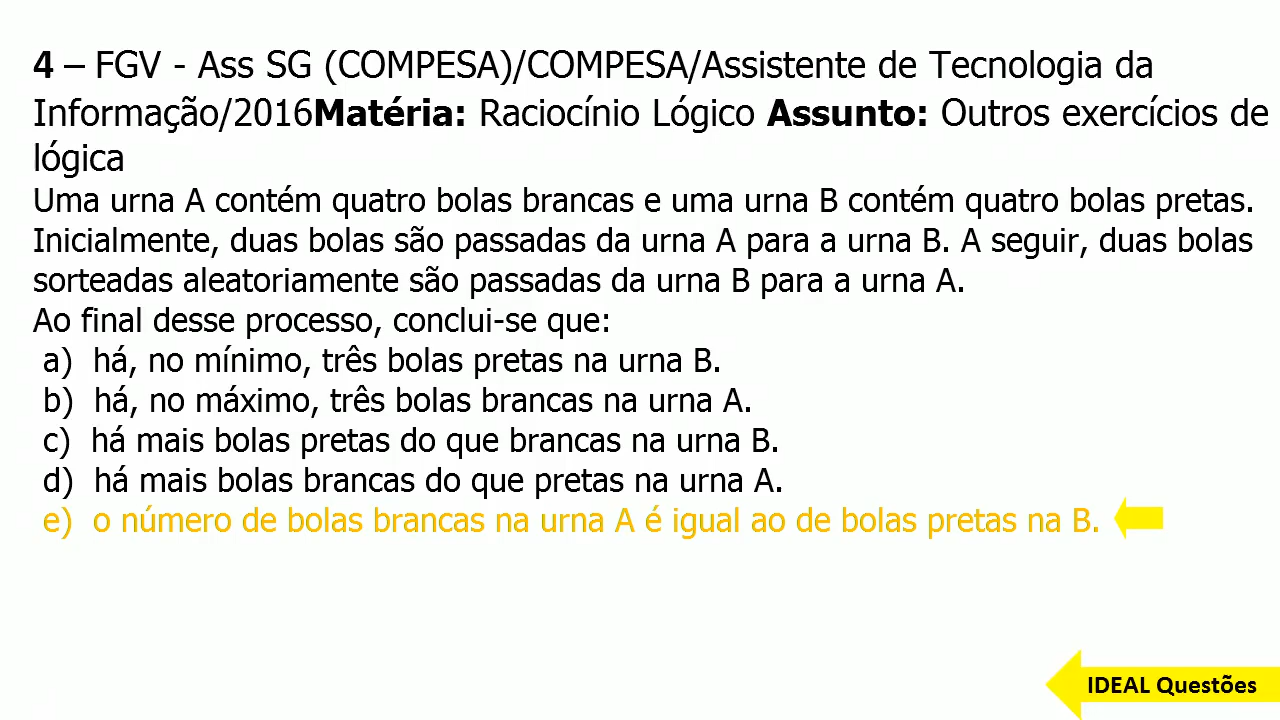 4 – FGV - Ass SG (COMPESA)/COMPESA/Assistente de Tecnologia da
Informação/2016Matéria: Raciocínio Lógico Assunto: Outros exercícios de
lógica
Uma urna A contém quatro bolas brancas e uma urna B contém quatro bolas pretas.
Inicialmente, duas bolas são passadas da urna A para a urna B. A seguir, duas bolas
sorteadas aleatoriamente são passadas da urna B para a urna A.
Ao final desse processo, conclui-se que:
a) há, no mínimo, três bolas pretas na urna B.
b) há, no máximo, três bolas brancas na urna A.
c) há mais bolas pretas do que brancas na urna B.
d) há mais bolas brancas do que pretas na urna A.
e) o número de bolas brancas na urna A é igual ao de bolas pretas na B.
IDEAL Questões